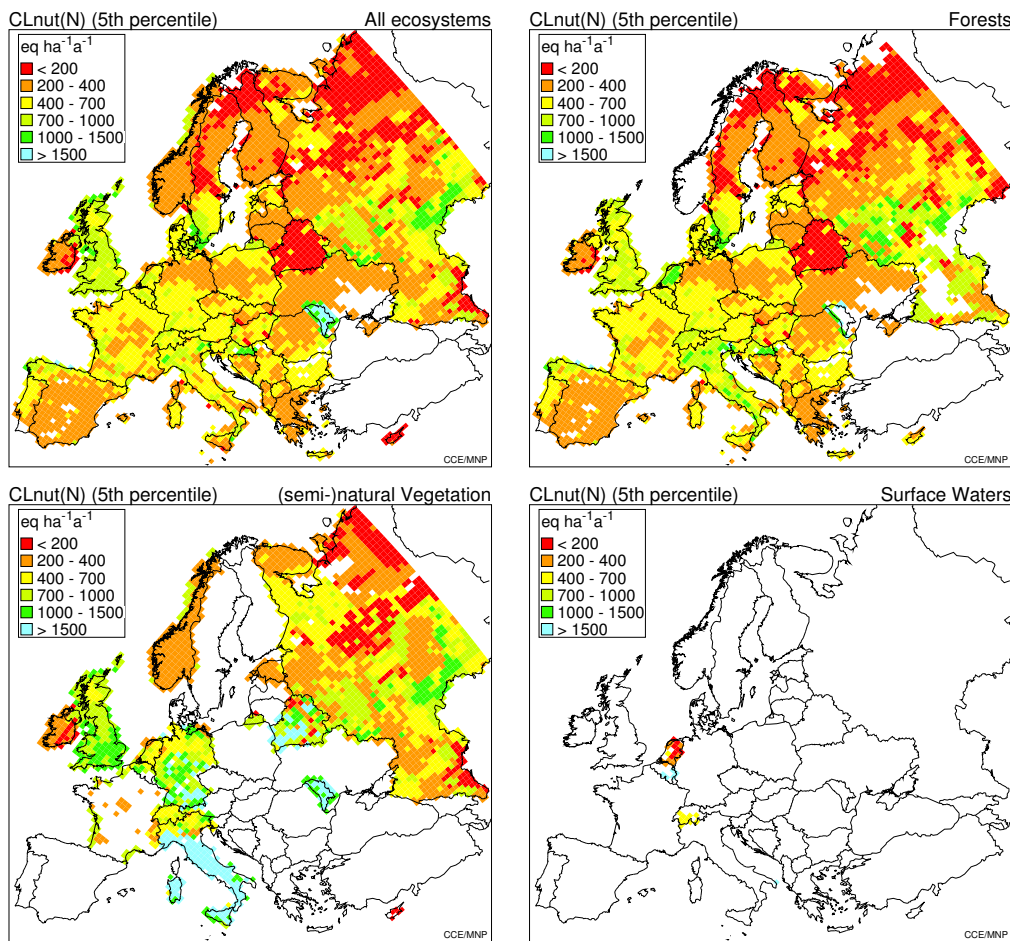 CLnut(N) (5th percentile) All ecosystems
eq ha⁻¹a⁻¹
< 200
200 - 400
400 - 700
700 - 1000
1000 - 1500
> 1500
CCE/MNP
CLnut(N) (5th percentile) Forests
eq ha⁻¹a⁻¹
< 200
200 - 400
400 - 700
700 - 1000
1000 - 1500
> 1500
CCE/MNP
CLnut(N) (5th percentile) (semi-)natural Vegetation
eq ha⁻¹a⁻¹
< 200
200 - 400
400 - 700
700 - 1000
1000 - 1500
> 1500
CCE/MNP
CLnut(N) (5th percentile) Surface Waters
eq ha⁻¹a⁻¹
< 200
200 - 400
400 - 700
700 - 1000
1000 - 1500
> 1500
CCE/MNP